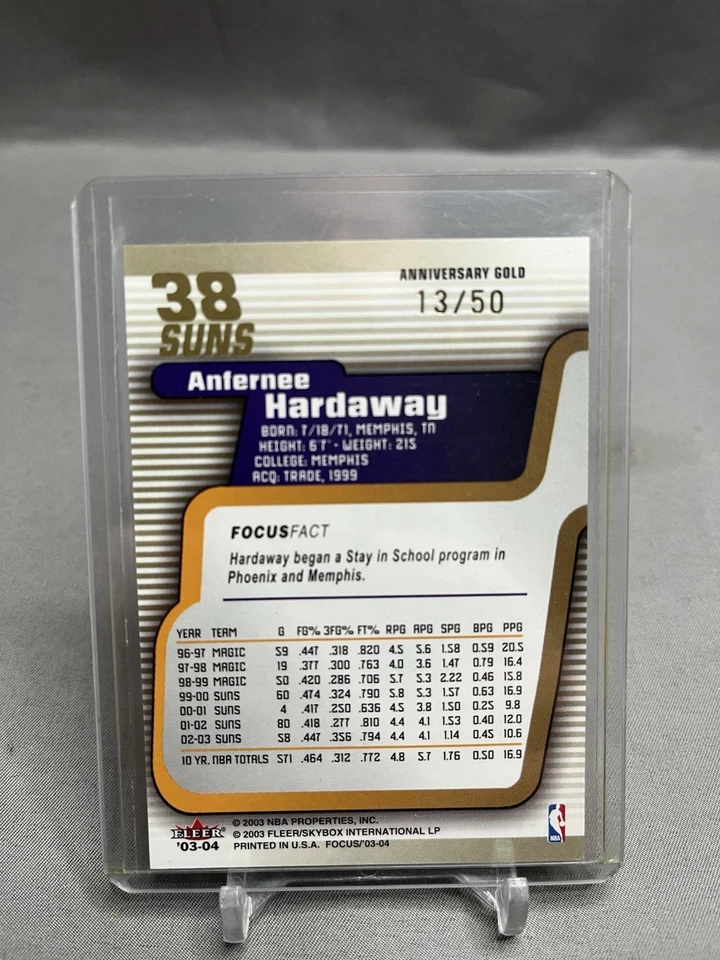 38
SUNS
ANNIVERSARY GOLD
13/50
Anfernee
Hardaway
BORN: 7/18/71, MEMPHIS, TN
HEIGHT: 6'7" - WEIGHT: 215
COLLEGE: MEMPHIS
ACQ: TRADE, 1999
FOCUSFACT
Hardaway began a Stay in School program in
Phoenix and Memphis.
YEAR TEAM G FG% 3FG% FT% RPG APG SPG BPG PPG
96-97 MAGIC 59 .447 .318 .820 4.5 5.6 1.58 0.59 20.5
97-98 MAGIC 19 .377 .300 .763 4.0 3.6 1.47 0.79 16.4
98-99 MAGIC 50 .420 .286 .706 5.7 5.3 2.22 0.46 15.8
99-00 SUNS 60 .474 .324 .790 5.8 5.3 1.57 0.63 16.9
00-01 SUNS 4 .417 .250 .636 4.5 3.8 1.50 0.25 9.8
01-02 SUNS 80 .418 .277 .810 4.4 4.1 1.53 0.40 12.0
02-03 SUNS 58 .447 .356 .794 4.4 4.1 1.14 0.45 10.6
10 YR. NBA TOTALS 571 .464 .312 .772 4.8 5.7 1.76 0.50 16.9
FLEER
'03-04
© 2003 NBA PROPERTIES, INC.
© 2003 FLEER/SKYBOX INTERNATIONAL LP
PRINTED IN U.S.A. FOCUS/'03-04
NBA